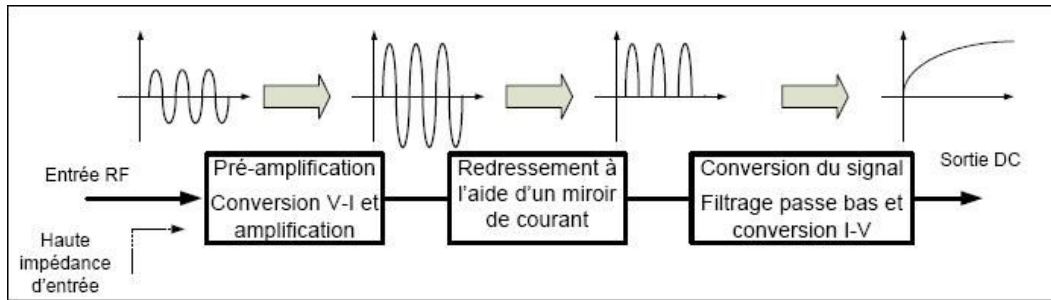 Entrée RF
Haute
impédance
d'entrée
Pré-amplification
Conversion V-I et
amplification
Redressement à
l'aide d'un miroir
de courant
Conversion du signal
Filtrage passe bas et
conversion I-V
Sortie DC